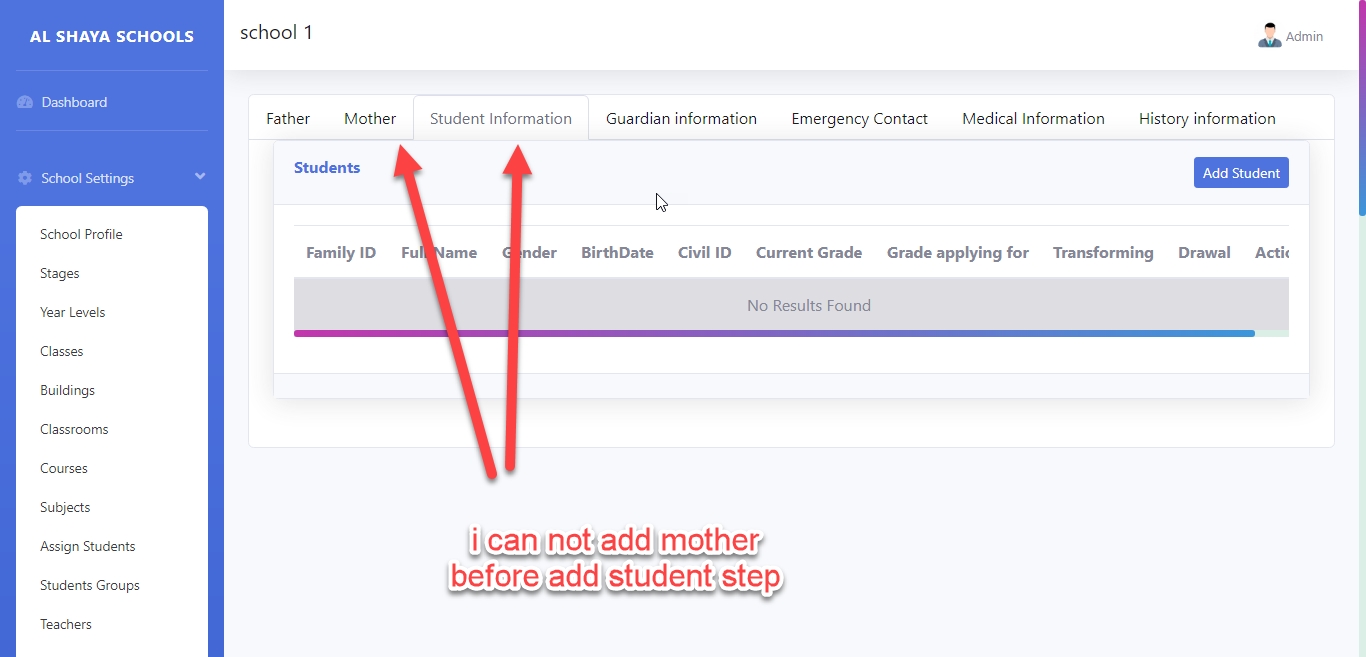 AL SHAYA SCHOOLS
school 1
Admin
Dashboard
School Settings
School Profile
Stages
Year Levels
Classes
Buildings
Classrooms
Courses
Subjects
Assign Students
Students Groups
Teachers
Father Mother Student Information Guardian information Emergency Contact Medical Information History information
Students
Add Student
Family ID Full Name Gender BirthDate Civil ID Current Grade Grade applying for Transforming Drawal Actio
No Results Found
i can not add mother
before add student step